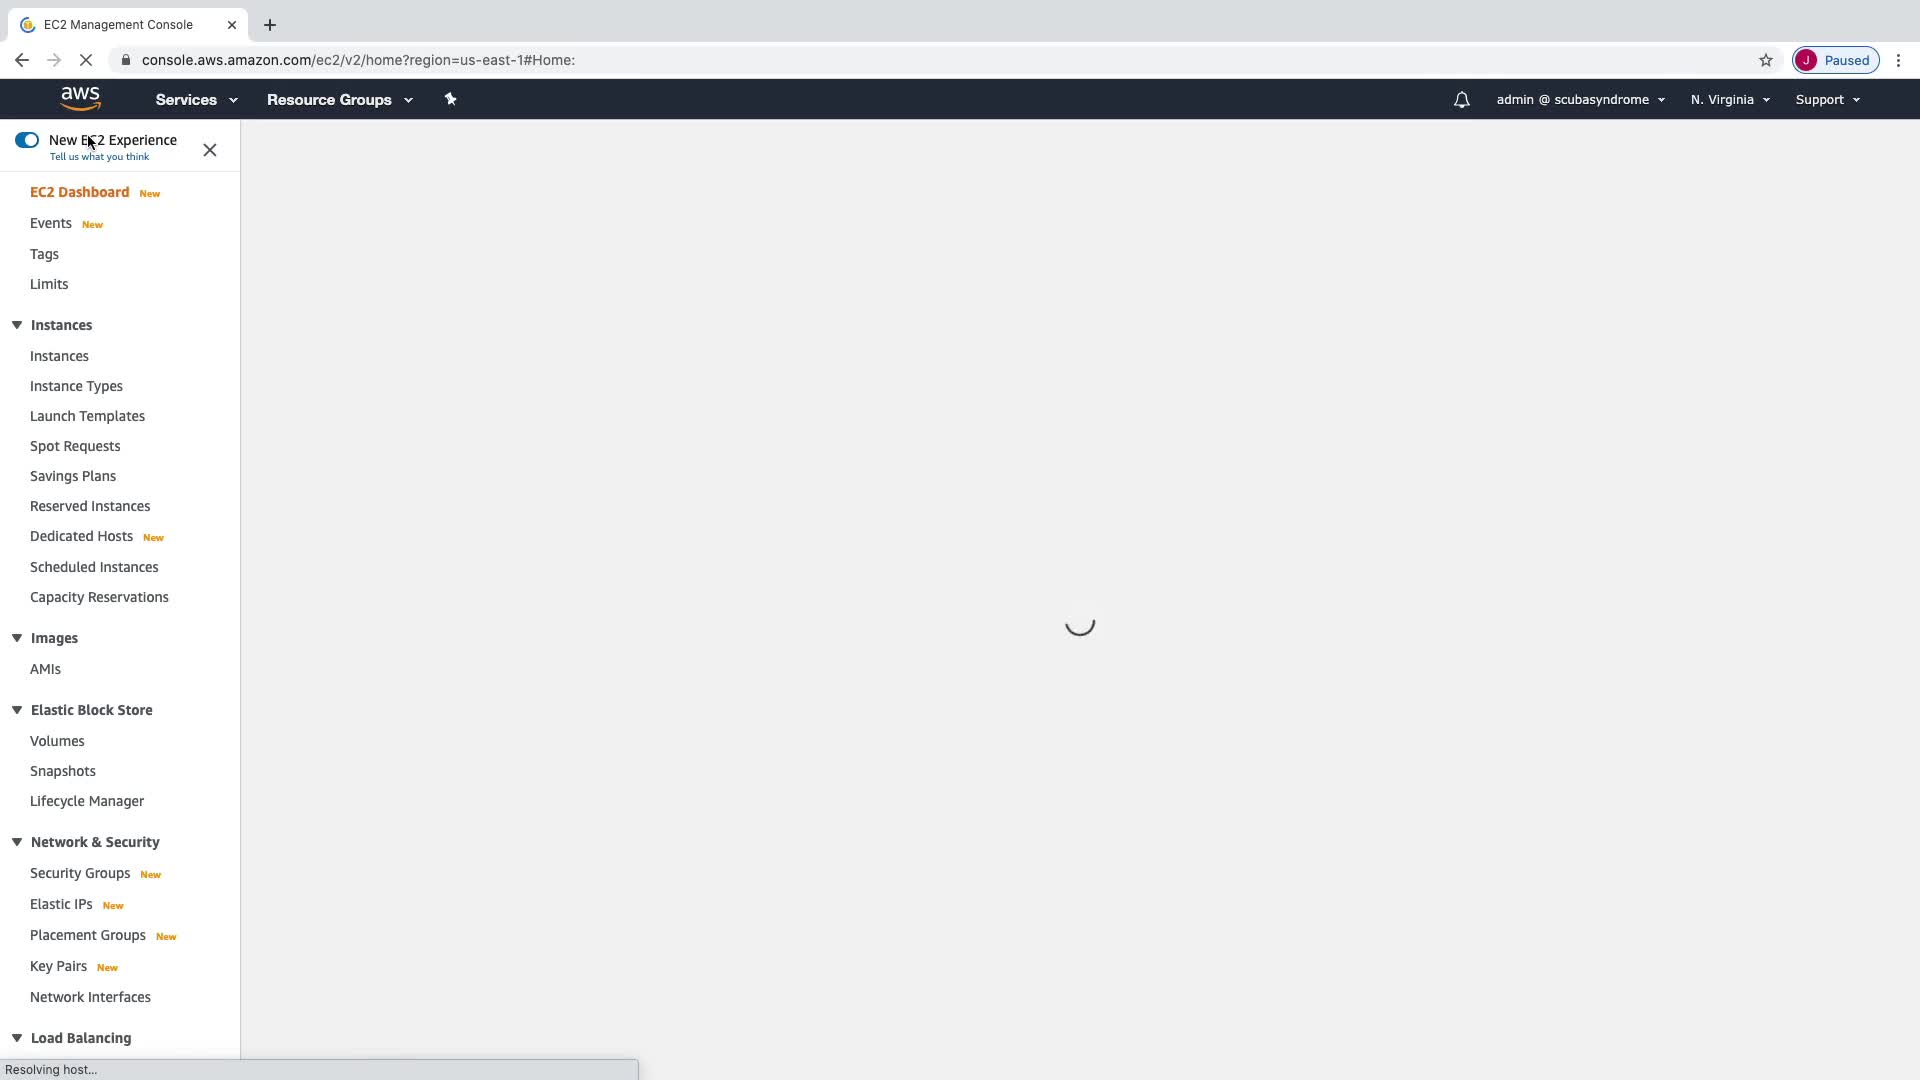 EC2 Management Console
console.aws.amazon.com/ec2/v2/home?region=us-east-1#Home:
J Paused
aws Services Resource Groups admin @ scubasyndrome N. Virginia Support
New EC2 Experience
Tell us what you think
EC2 Dashboard New
Events New
Tags
Limits
Instances
Instances
Instance Types
Launch Templates
Spot Requests
Savings Plans
Reserved Instances
Dedicated Hosts New
Scheduled Instances
Capacity Reservations
Images
AMIs
Elastic Block Store
Volumes
Snapshots
Lifecycle Manager
Network & Security
Security Groups New
Elastic IPs New
Placement Groups New
Key Pairs New
Network Interfaces
Load Balancing
Resolving host...